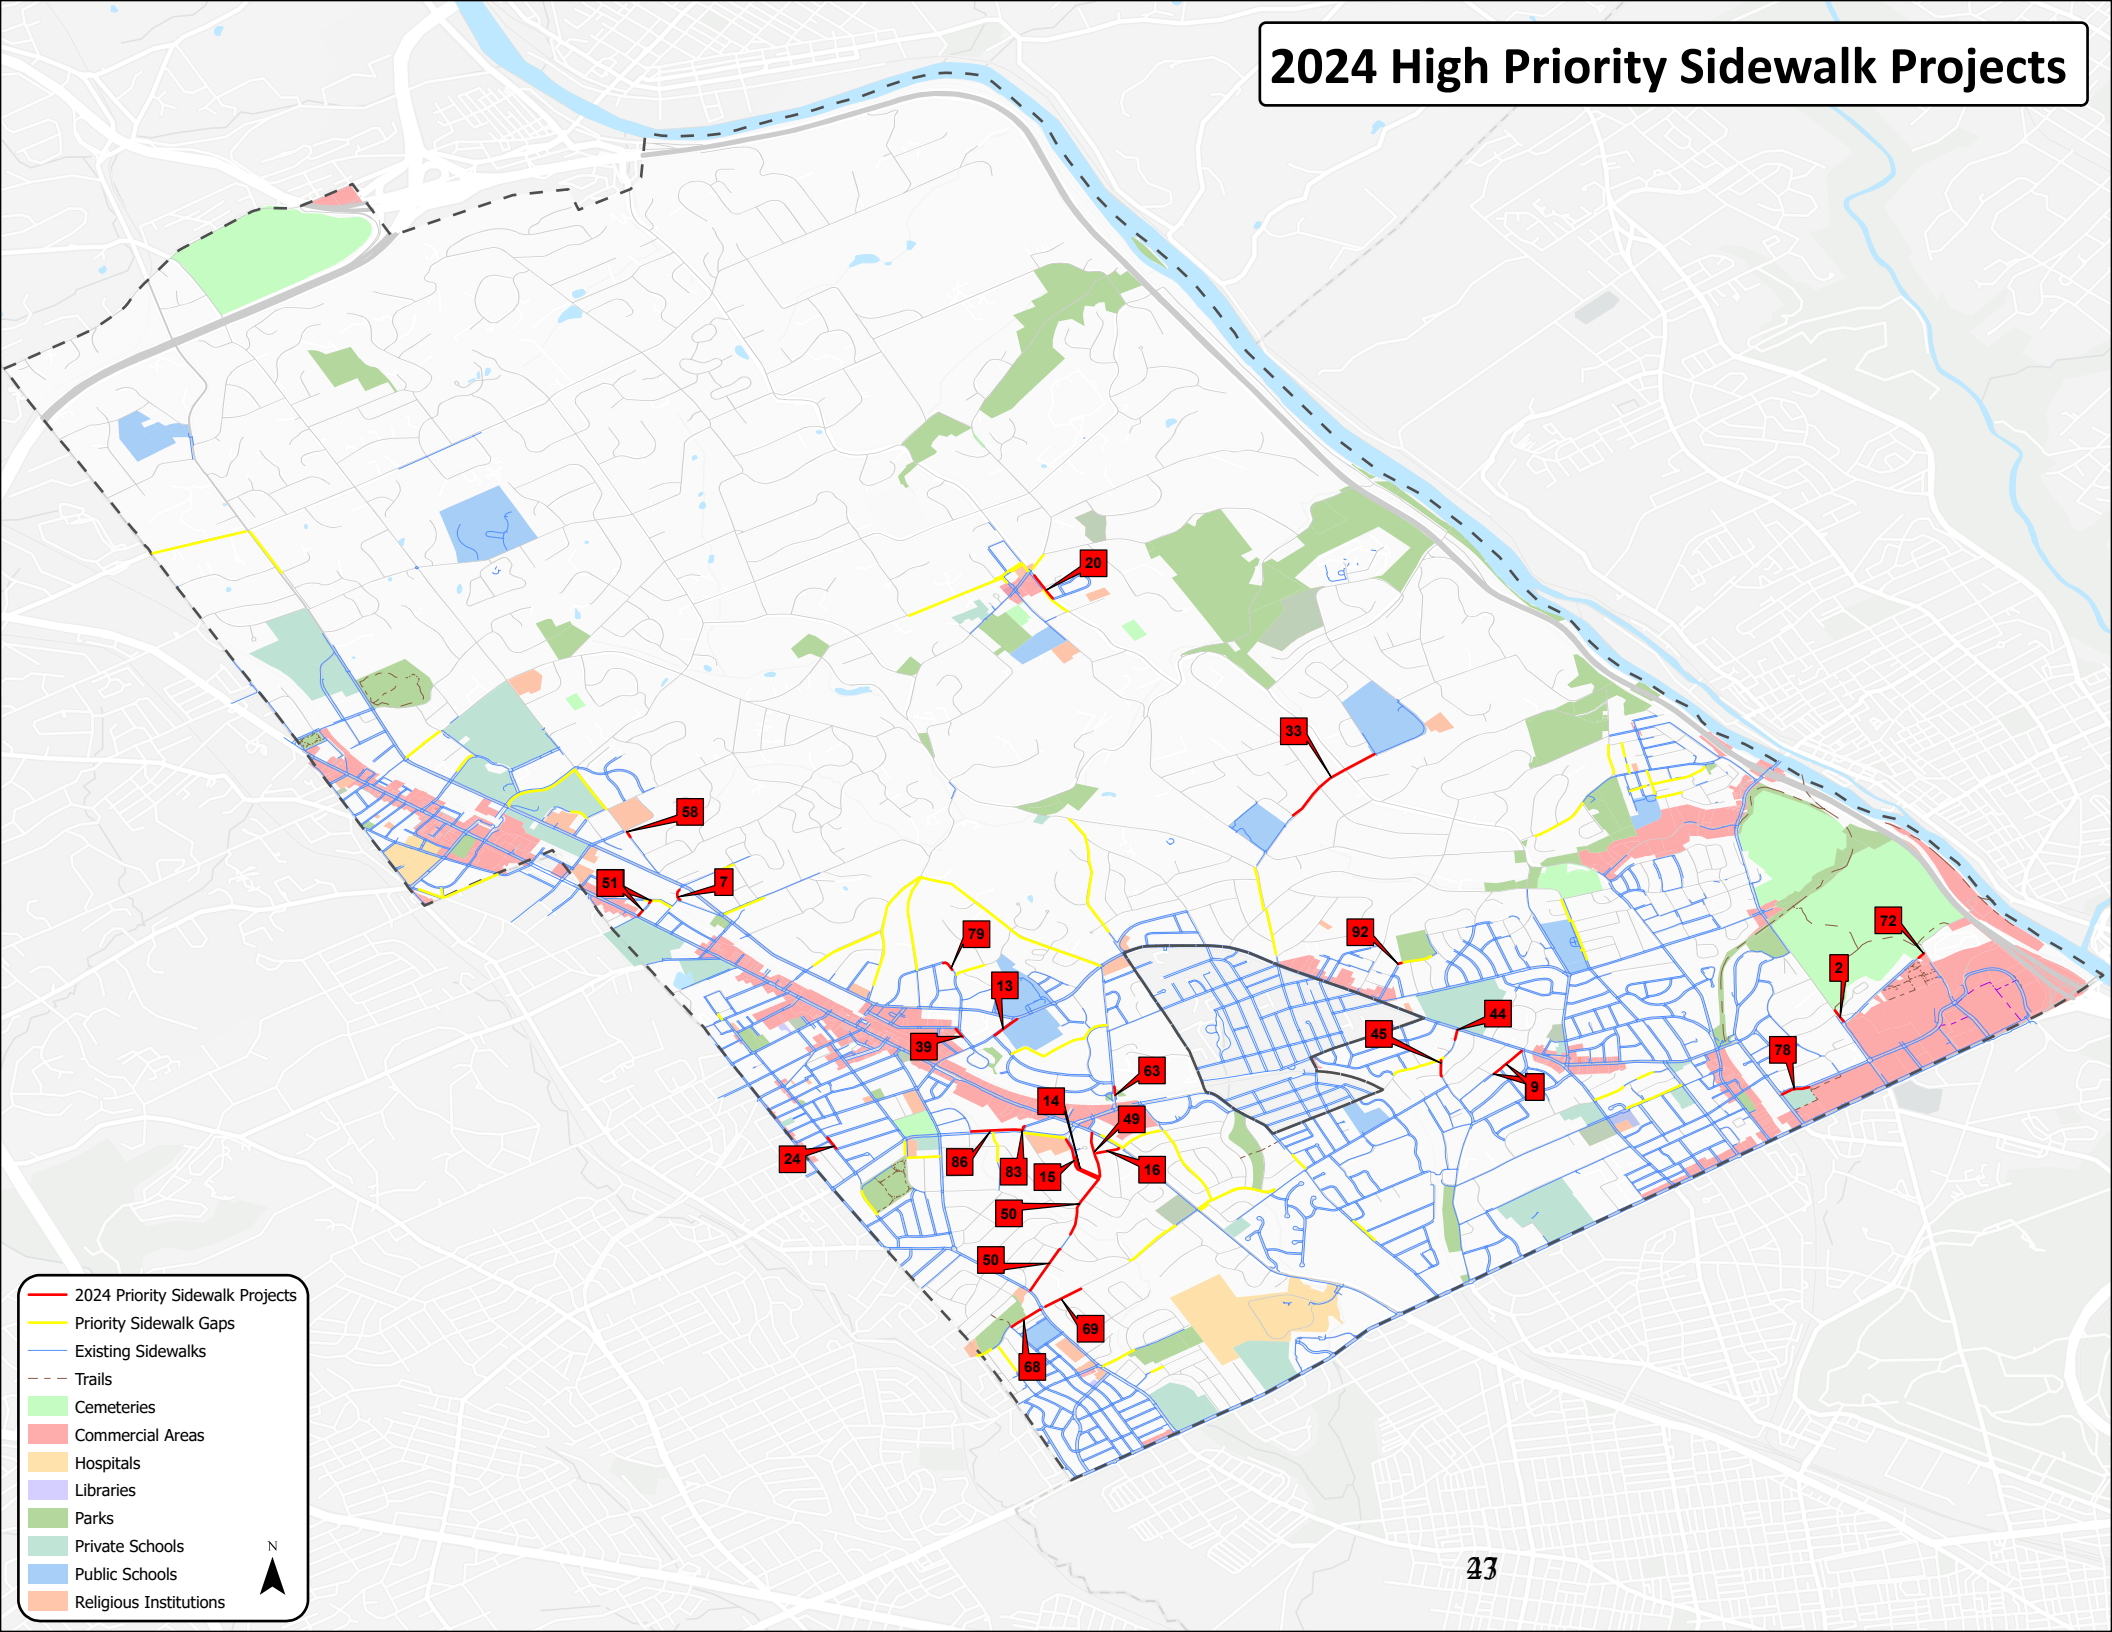 2024 High Priority Sidewalk Projects
20
33
58
7
51
79
92
72
2
13
44
45
39
78
63
9
14
49
24
86
83
15
16
50
50
69
68
2024 Priority Sidewalk Projects
Priority Sidewalk Gaps
Existing Sidewalks
Trails
Cemeteries
Commercial Areas
Hospitals
Libraries
Parks
Private Schools
Public Schools
Religious Institutions
N